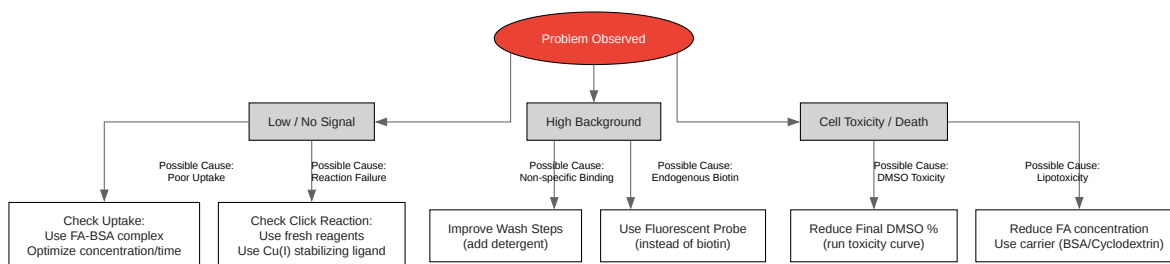 Problem Observed
Low / No Signal
High Background
Cell Toxicity / Death
Possible Cause:
Poor Uptake
Possible Cause:
Reaction Failure
Possible Cause:
Non-specific Binding
Possible Cause:
Endogenous Biotin
Possible Cause:
DMSO Toxicity
Possible Cause:
Lipotoxicity
Check Uptake:
Use FA-BSA complex
Optimize concentration/time
Check Click Reaction:
Use fresh reagents
Use Cu(I) stabilizing ligand
Improve Wash Steps
(add detergent)
Use Fluorescent Probe
(instead of biotin)
Reduce Final DMSO %
(run toxicity curve)
Reduce FA concentration
Use carrier (BSA/Cyclodextrin)